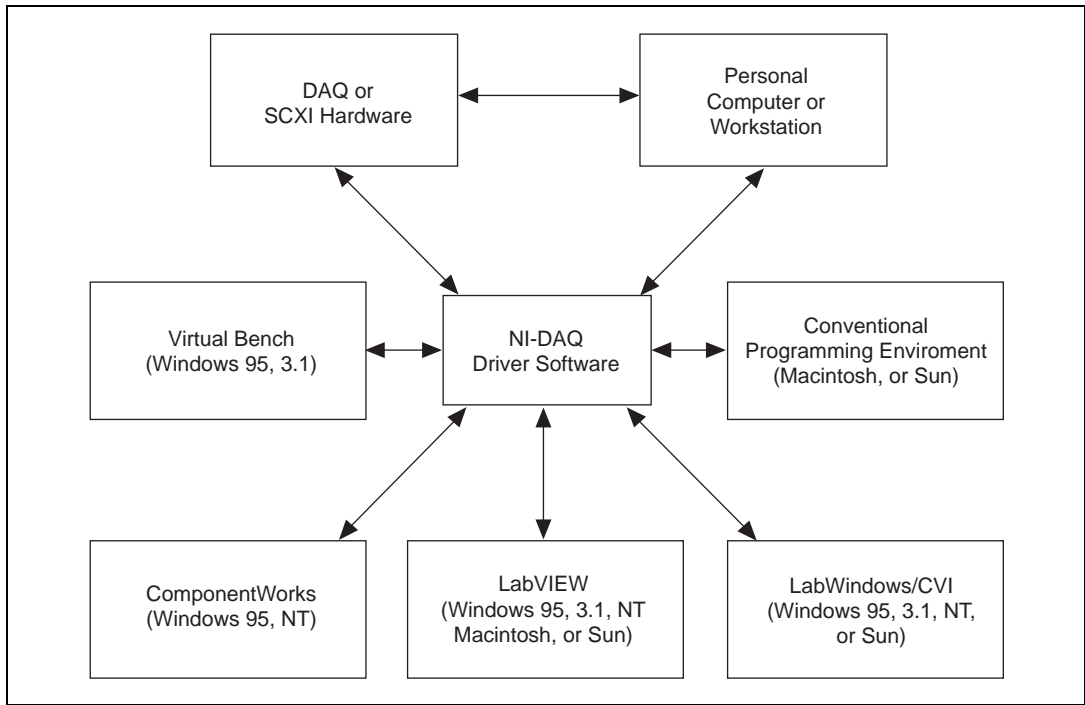 DAQ or
SCXI Hardware
Personal
Computer or
Workstation
Virtual Bench
(Windows 95, 3.1)
NI-DAQ
Driver Software
Conventional
Programming Enviroment
(Macintosh, or Sun)
ComponentWorks
(Windows 95, NT)
LabVIEW
(Windows 95, 3.1, NT
Macintosh, or Sun)
LabWindows/CVI
(Windows 95, 3.1, NT,
or Sun)